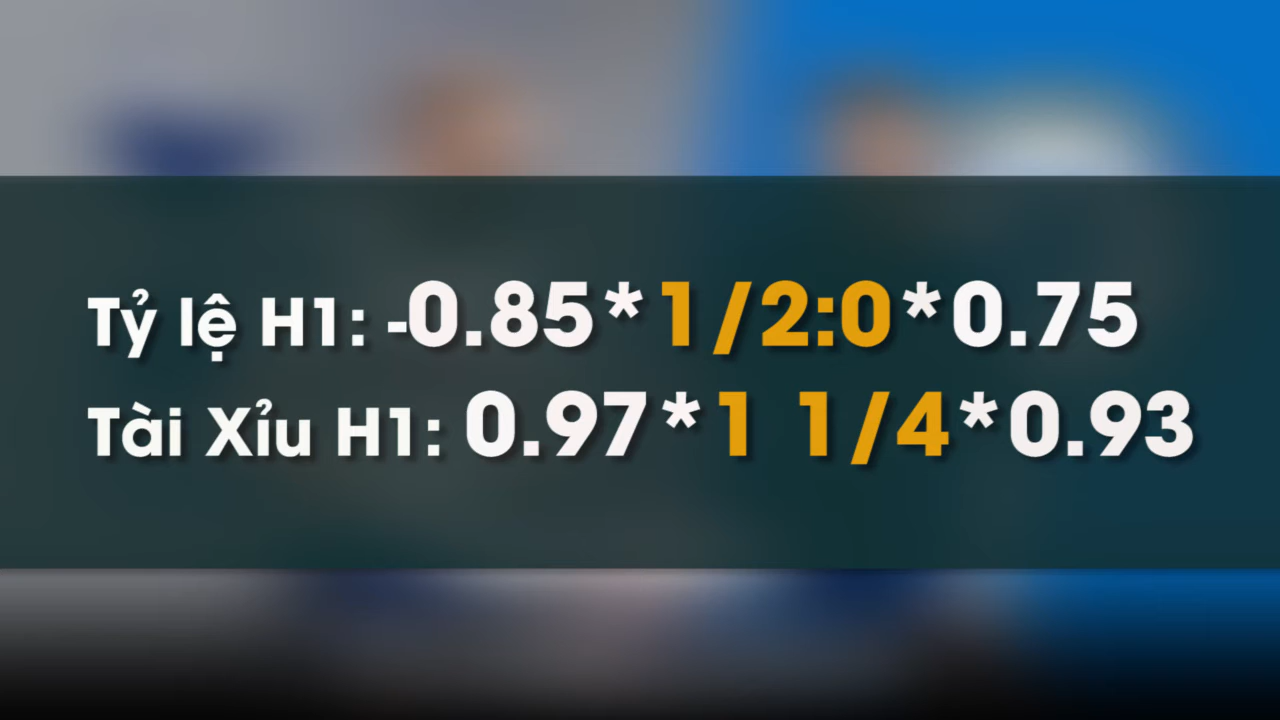 Tỷ lệ H1: -0.85*1/2:0*0.75
Tài Xỉu H1: 0.97*1 1/4*0.93